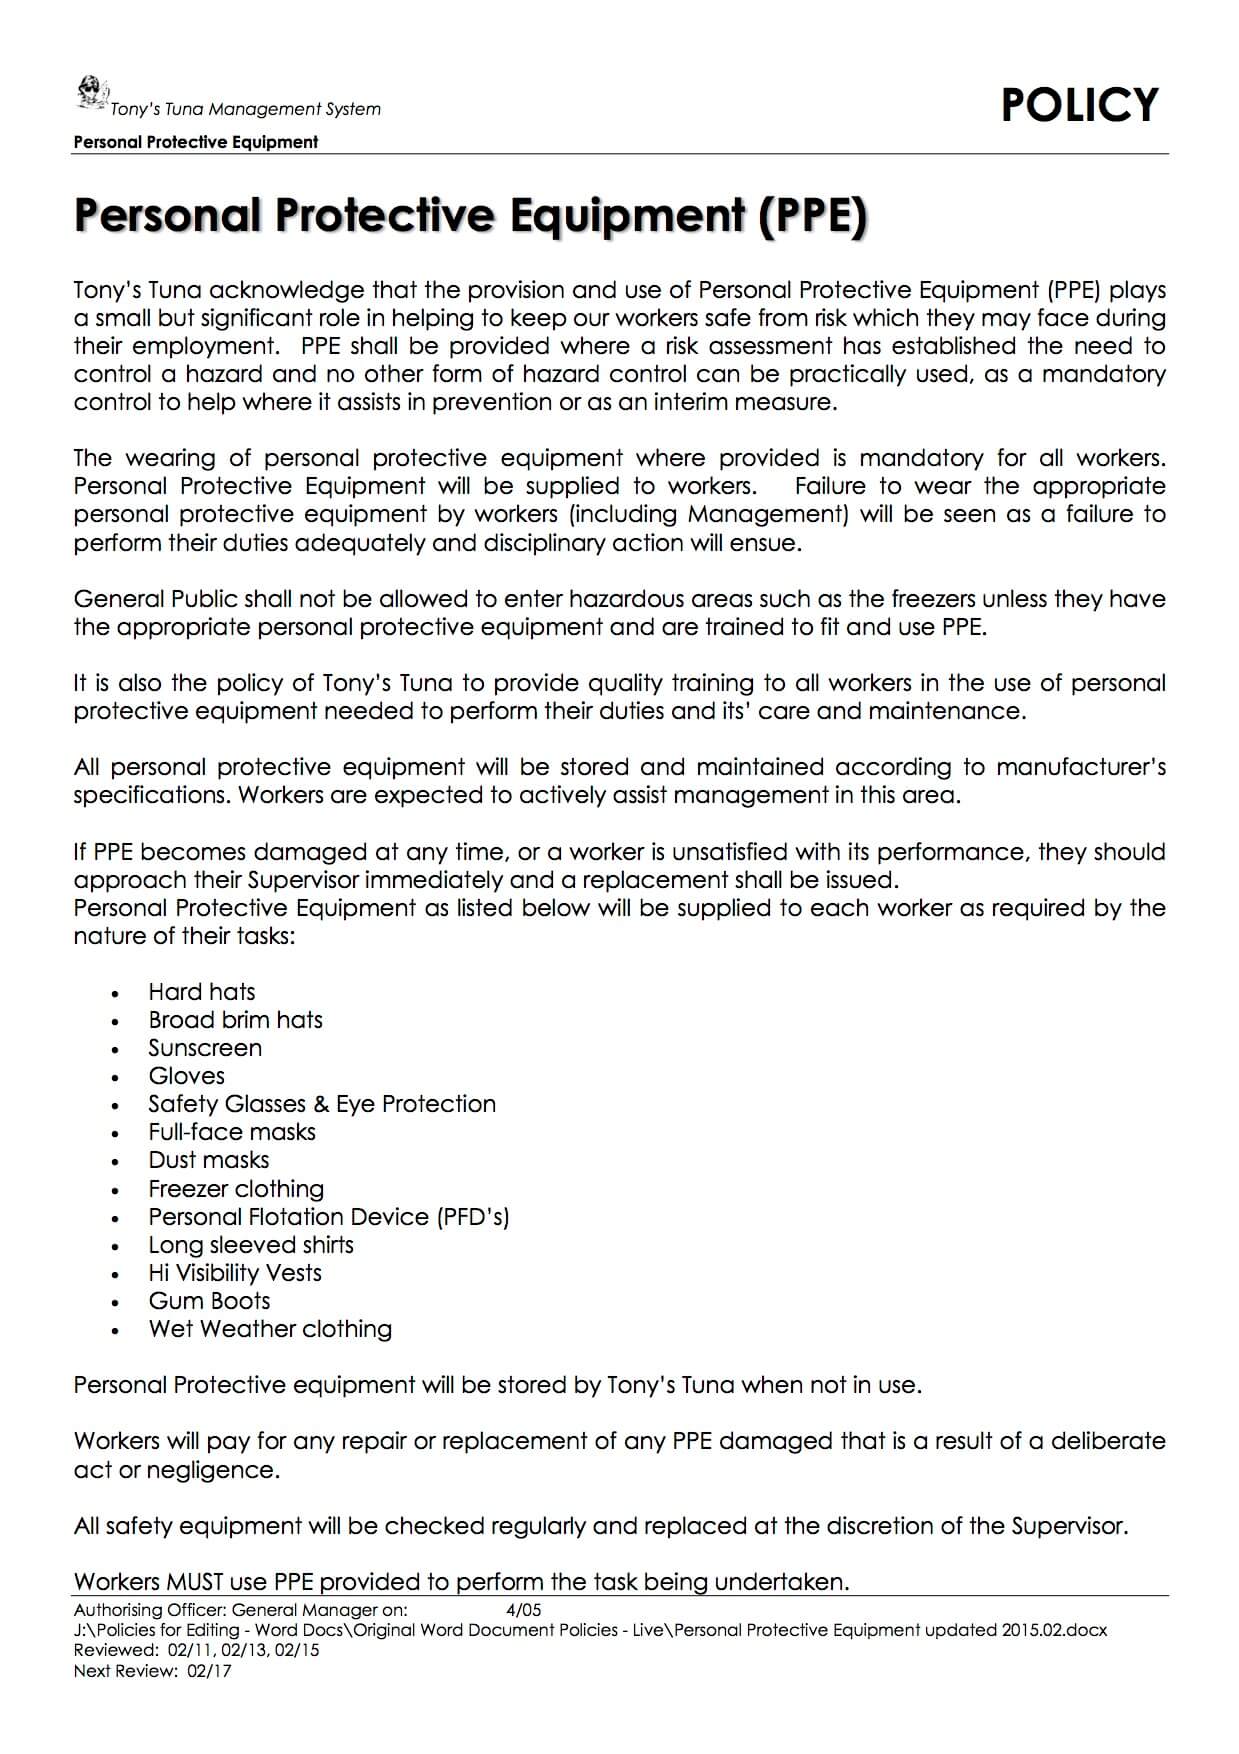 Tony's Tuna Management System
POLICY
Personal Protective Equipment
Personal Protective Equipment (PPE)
Tony's Tuna acknowledge that the provision and use of Personal Protective Equipment (PPE) plays
a small but significant role in helping to keep our workers safe from risk which they may face during
their employment.  PPE shall be provided where a risk assessment has established the need to
control a hazard and no other form of hazard control can be practically used, as a mandatory
control to help where it assists in prevention or as an interim measure.
The wearing of personal protective equipment where provided is mandatory for all workers.
Personal Protective Equipment will be supplied to workers.   Failure to wear the appropriate
personal protective equipment by workers (including Management) will be seen as a failure to
perform their duties adequately and disciplinary action will ensue.
General Public shall not be allowed to enter hazardous areas such as the freezers unless they have
the appropriate personal protective equipment and are trained to fit and use PPE.
It is also the policy of Tony's Tuna to provide quality training to all workers in the use of personal
protective equipment needed to perform their duties and its' care and maintenance.
All personal protective equipment will be stored and maintained according to manufacturer's
specifications. Workers are expected to actively assist management in this area.
If PPE becomes damaged at any time, or a worker is unsatisfied with its performance, they should
approach their Supervisor immediately and a replacement shall be issued.
Personal Protective Equipment as listed below will be supplied to each worker as required by the
nature of their tasks:
• Hard hats
• Broad brim hats
• Sunscreen
• Gloves
• Safety Glasses & Eye Protection
• Full-face masks
• Dust masks
• Freezer clothing
• Personal Flotation Device (PFD's)
• Long sleeved shirts
• Hi Visibility Vests
• Gum Boots
• Wet Weather clothing
Personal Protective equipment will be stored by Tony's Tuna when not in use.
Workers will pay for any repair or replacement of any PPE damaged that is a result of a deliberate
act or negligence.
All safety equipment will be checked regularly and replaced at the discretion of the Supervisor.
Workers MUST use PPE provided to perform the task being undertaken.
Authorising Officer: General Manager on: 4/05
J:\Policies for Editing - Word Docs\Original Word Document Policies - Live\Personal Protective Equipment updated 2015.02.docx
Reviewed:  02/11, 02/13, 02/15
Next Review:  02/17